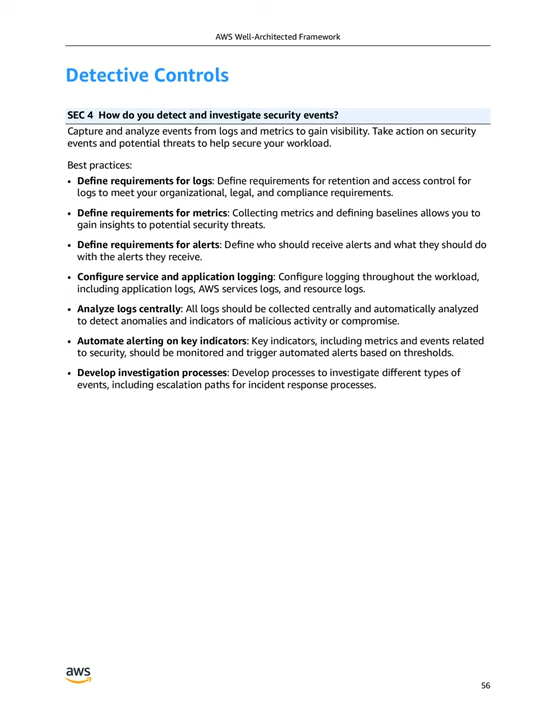 AWS Well-Architected Framework
Detective Controls
SEC 4 How do you detect and investigate security events?
Capture and analyze events from logs and metrics to gain visibility. Take action on security
events and potential threats to help secure your workload.
Best practices:
• Define requirements for logs: Define requirements for retention and access control for
logs to meet your organizational, legal, and compliance requirements.
• Define requirements for metrics: Collecting metrics and defining baselines allows you to
gain insights to potential security threats.
• Define requirements for alerts: Define who should receive alerts and what they should do
with the alerts they receive.
• Configure service and application logging: Configure logging throughout the workload,
including application logs, AWS services logs, and resource logs.
• Analyze logs centrally: All logs should be collected centrally and automatically analyzed
to detect anomalies and indicators of malicious activity or compromise.
• Automate alerting on key indicators: Key indicators, including metrics and events related
to security, should be monitored and trigger automated alerts based on thresholds.
• Develop investigation processes: Develop processes to investigate different types of
events, including escalation paths for incident response processes.
aws
56